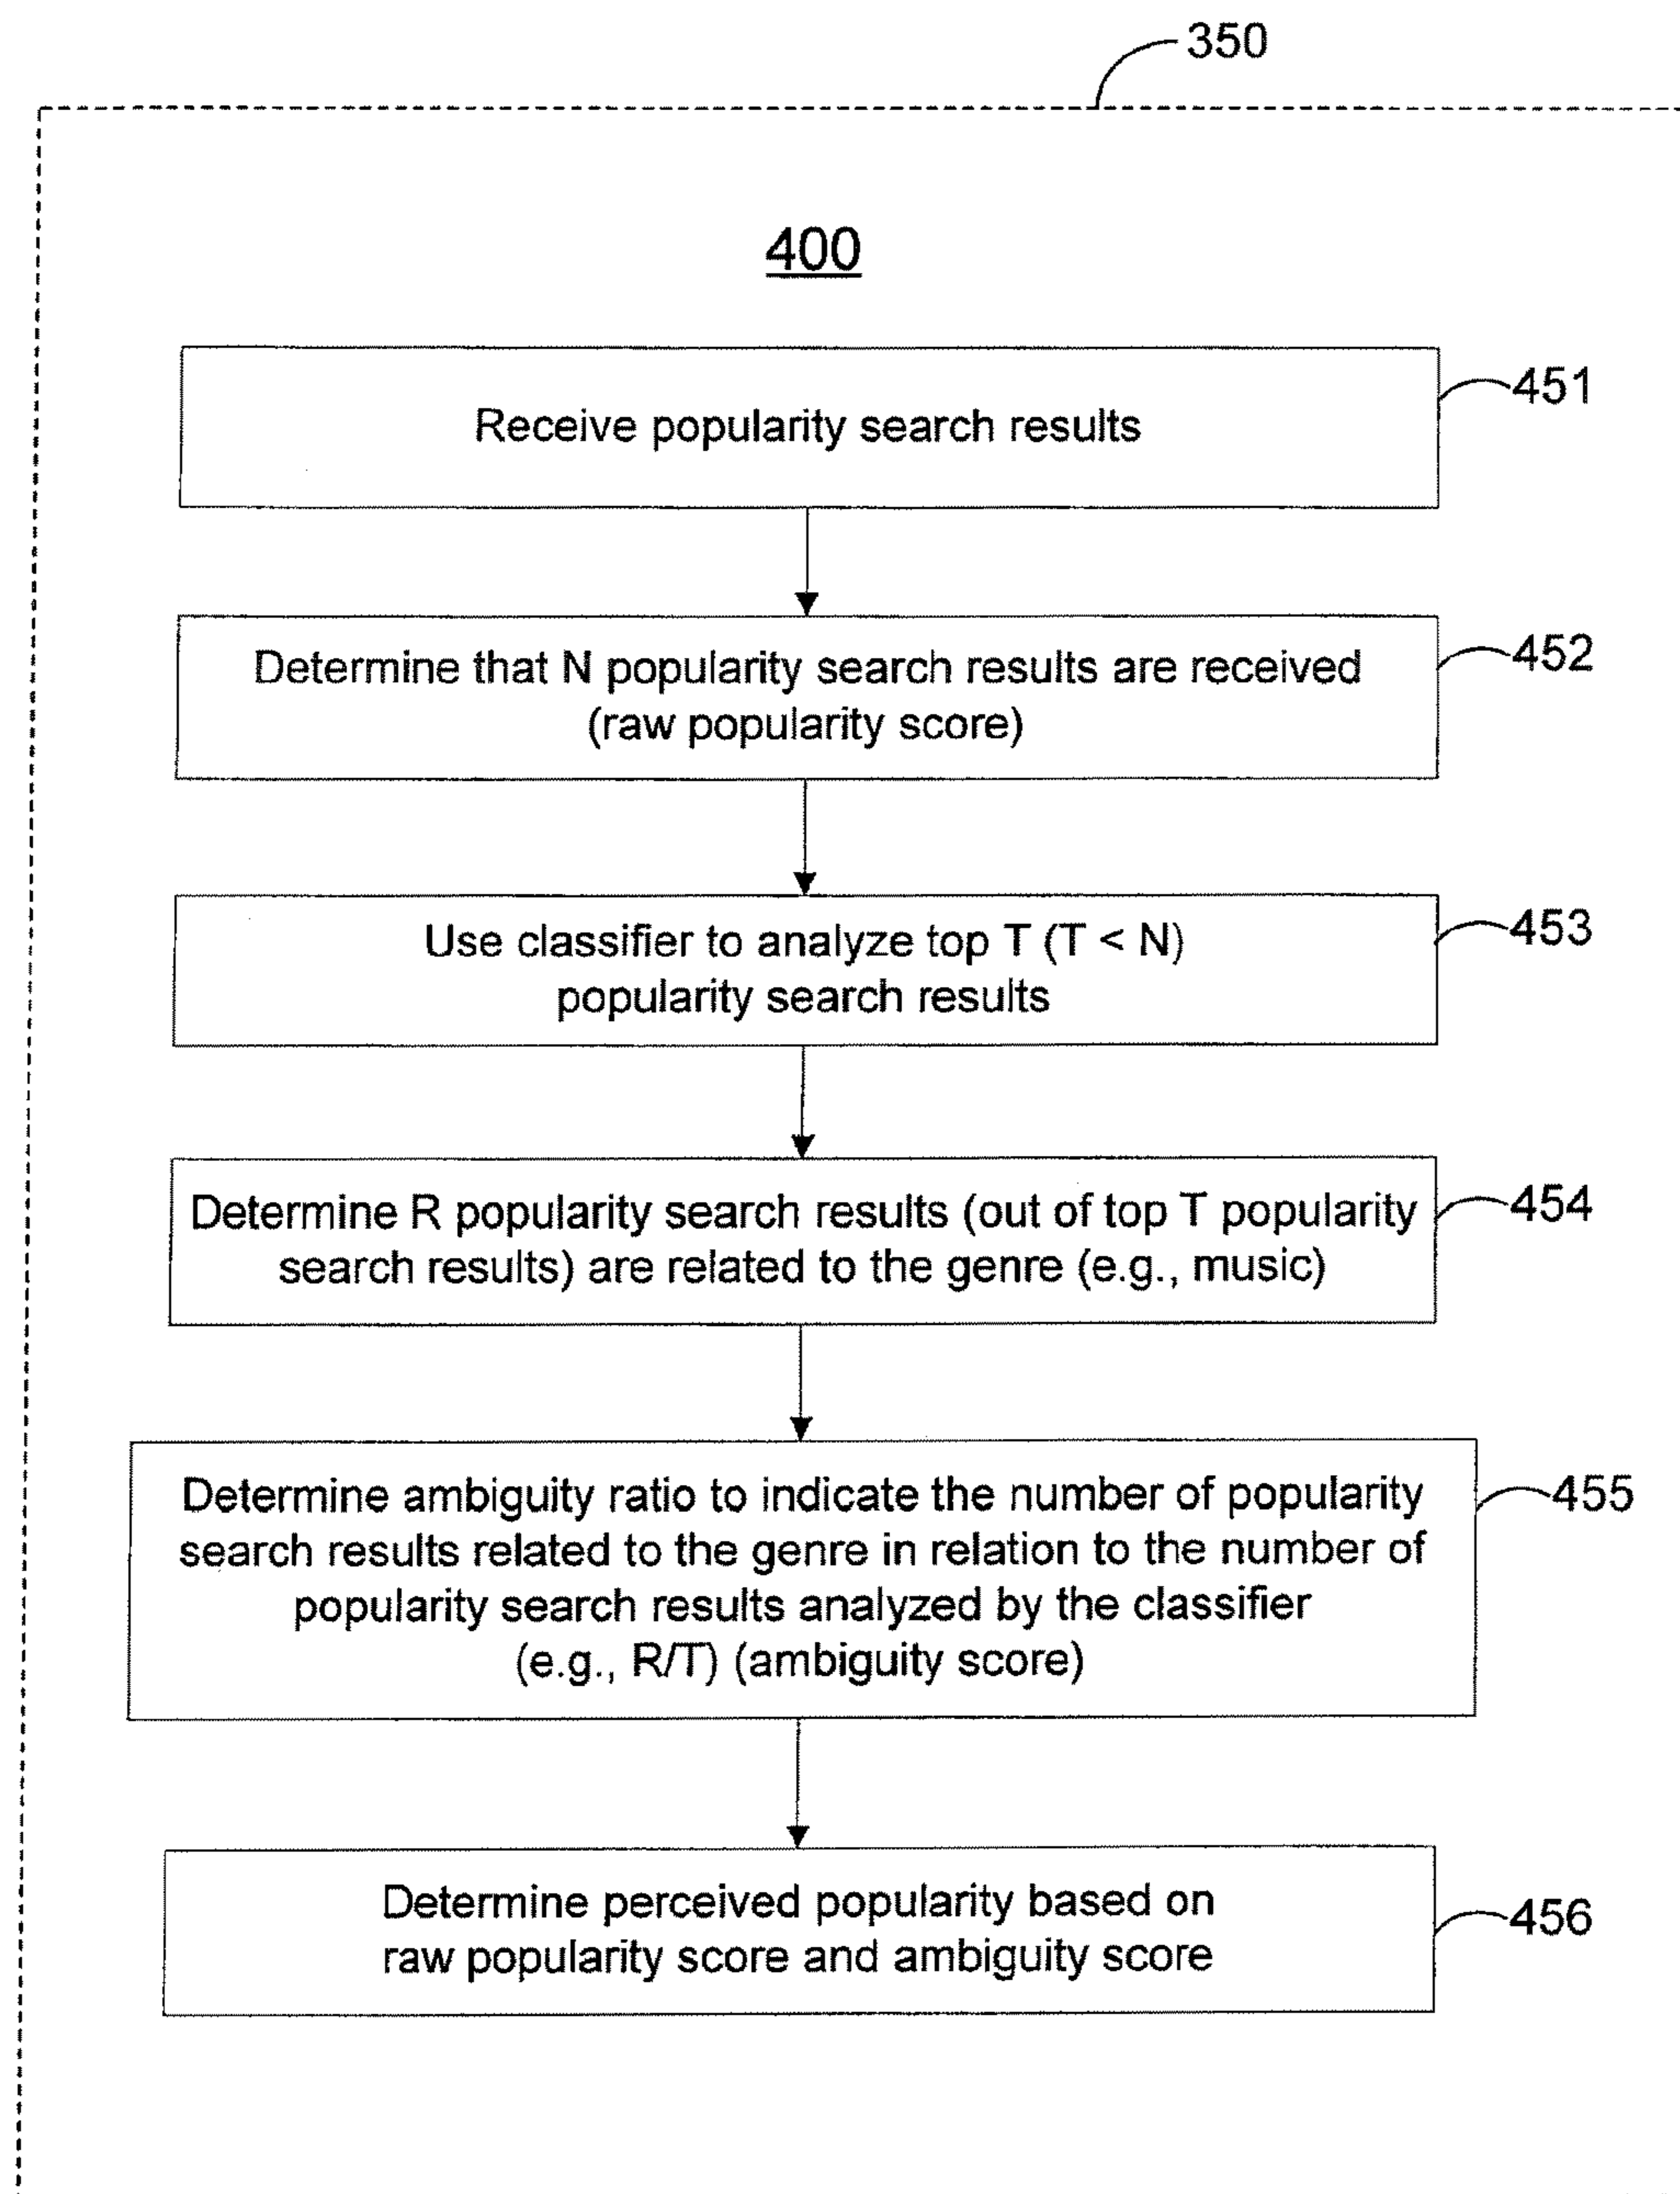 350
400
Receive popularity search results
451
Determine that N popularity search results are received
(raw popularity score)
452
Use classifier to analyze top T (T < N)
popularity search results
453
Determine R popularity search results (out of top T popularity
search results) are related to the genre (e.g., music)
454
Determine ambiguity ratio to indicate the number of popularity
search results related to the genre in relation to the number of
popularity search results analyzed by the classifier
(e.g., R/T) (ambiguity score)
455
Determine perceived popularity based on
raw popularity score and ambiguity score
456